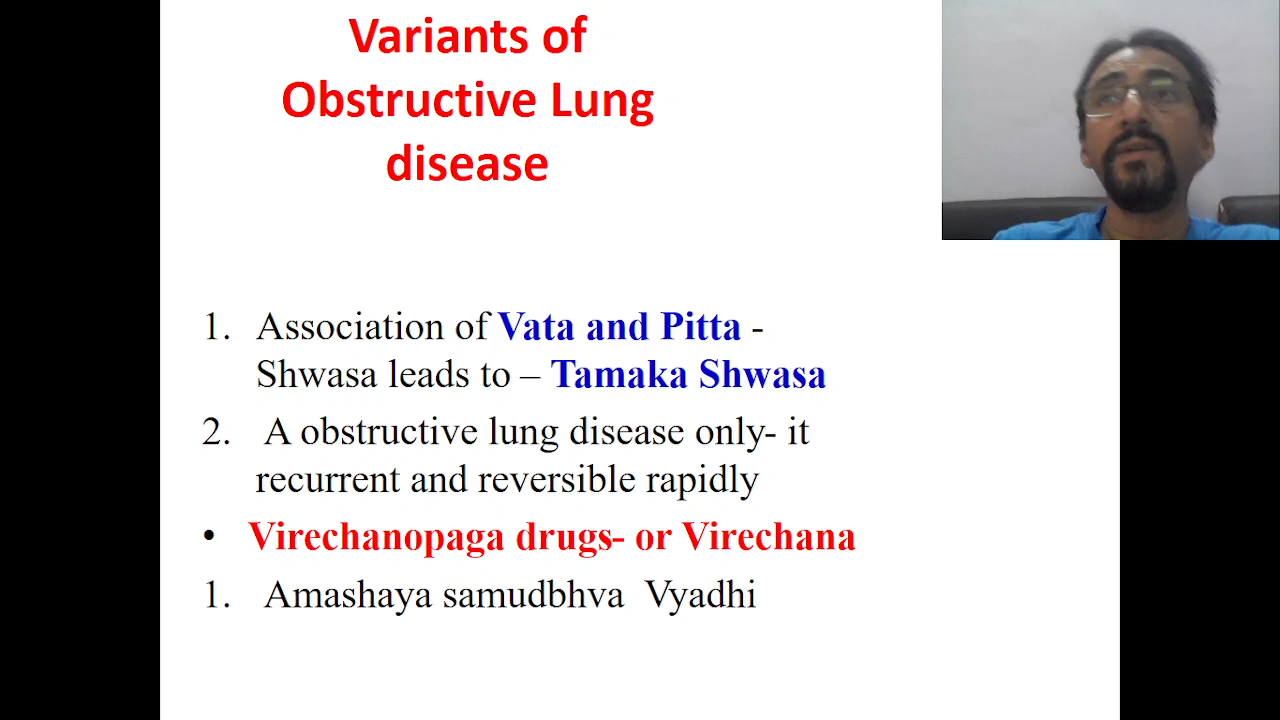 Variants of
Obstructive Lung
disease
1. Association of Vata and Pitta -
Shwasa leads to – Tamaka Shwasa
2. A obstructive lung disease only- it
recurrent and reversible rapidly
• Virechanopaga drugs- or Virechana
1. Amashaya samudbhva Vyadhi